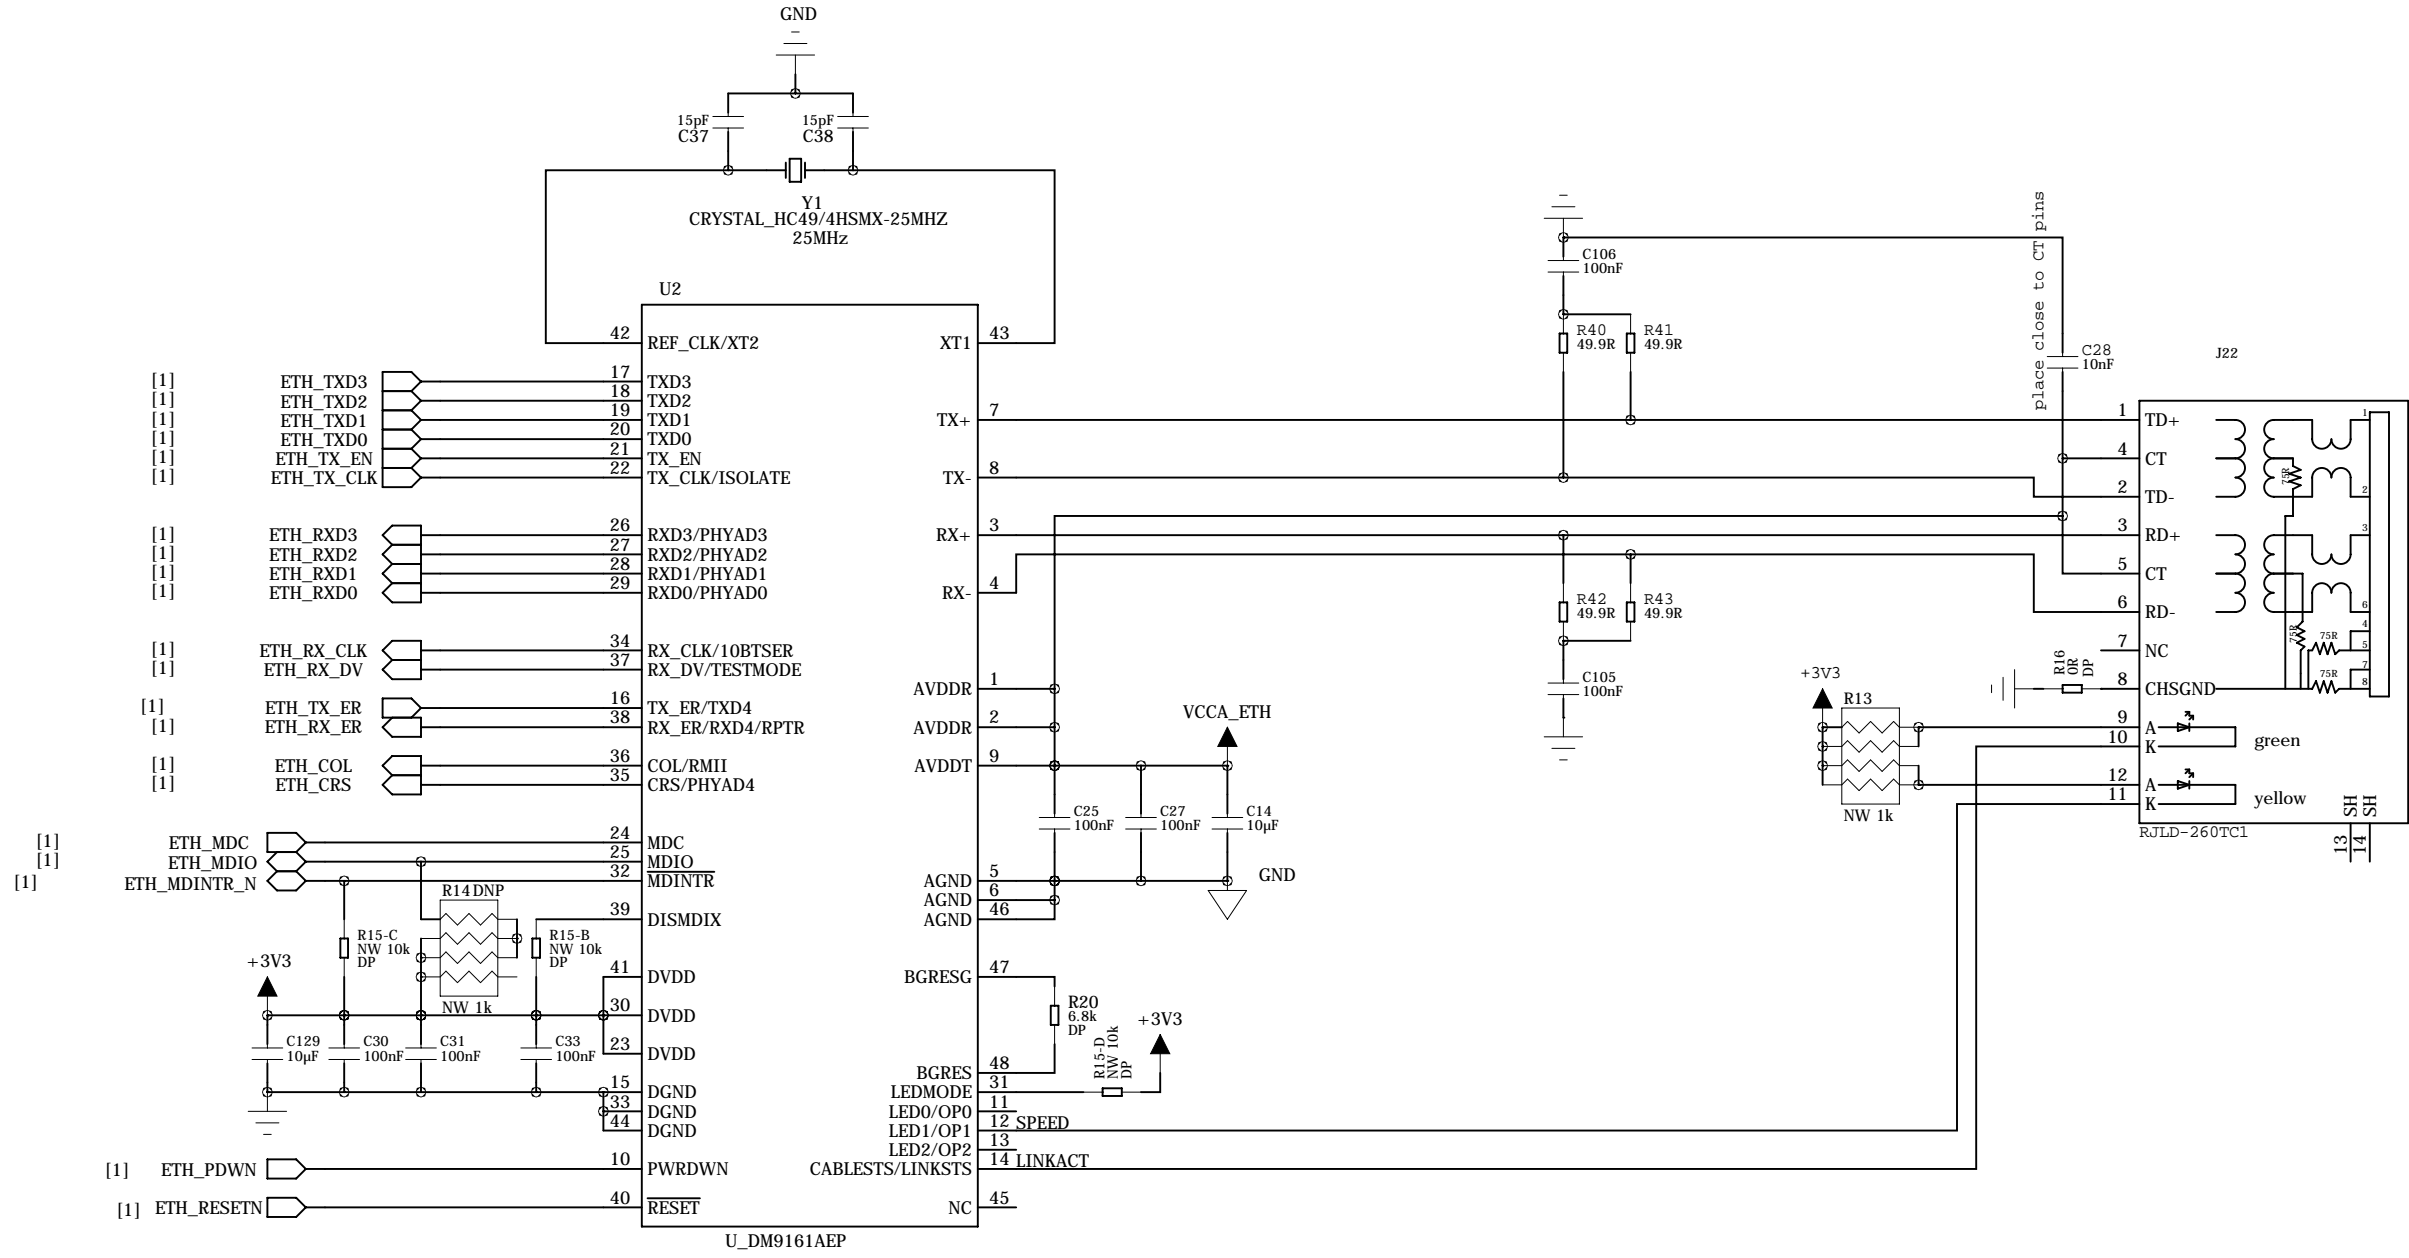 GND
15pF
C37
15pF
C38
Y1
CRYSTAL_HC49/4HSMX-25MHZ
25MHz
U2
42 REF_CLK/XT2
XT1 43
[1] ETH_TXD3 17 TXD3
[1] ETH_TXD2 18 TXD2
[1] ETH_TXD1 19 TXD1
[1] ETH_TXD0 20 TXD0
[1] ETH_TX_EN 21 TX_EN
[1] ETH_TX_CLK 22 TX_CLK/ISOLATE
[1] ETH_RXD3 26 RXD3/PHYAD3
[1] ETH_RXD2 27 RXD2/PHYAD2
[1] ETH_RXD1 28 RXD1/PHYAD1
[1] ETH_RXD0 29 RXD0/PHYAD0
[1] ETH_RX_CLK 34 RX_CLK/10BTSER
[1] ETH_RX_DV 37 RX_DV/TESTMODE
[1] ETH_TX_ER 16 TX_ER/TXD4
[1] ETH_RX_ER 38 RX_ER/RXD4/RPTR
[1] ETH_COL 36 COL/RMII
[1] ETH_CRS 35 CRS/PHYAD4
[1] ETH_MDC 24 MDC
[1] ETH_MDIO 25 MDIO
[1] ETH_MDINTR_N 32 MDINTR
R14 DNP
NW 1k
39 DISMDIX
R15-C
NW 10k
DP
R15-B
NW 10k
DP
+3V3
41 DVDD
30 DVDD
23 DVDD
C129
10µF
C30
100nF
C31
100nF
C33
100nF
15 DGND
33 DGND
44 DGND
[1] ETH_PDWN 10 PWRDWN
[1] ETH_RESETN 40 RESET
U_DM9161AEP
TX+ 7
TX- 8
RX+ 3
RX- 4
AVDDR 1
AVDDR 2
AVDDT 9
VCCA_ETH
C25
100nF
C27
100nF
C14
10µF
AGND 5
AGND 6
AGND 46
GND
BGRESG 47
R20
6.8k
DP
BGRES 48
LEDMODE 31
R15-D
NW 10k
DP
+3V3
LED0/OP0 11
LED1/OP1 12 SPEED
LED2/OP2 13
CABLESTS/LINKSTS 14 LINKACT
NC 45
C106
100nF
R40
49.9R
R41
49.9R
R42
49.9R
R43
49.9R
C105
100nF
place close to CT pins
C28
10nF
J22
1 TD+
4 CT
2 TD-
3 RD+
5 CT
6 RD-
7 NC
8 CHSGND
9 A
10 K
green
12 A
11 K
yellow
R16
0R
DP
+3V3
R13
NW 1k
1
2
3
6
4
5
7
8
75R
75R
75R
75R
SH
SH
13
14
RJLD-260TC1